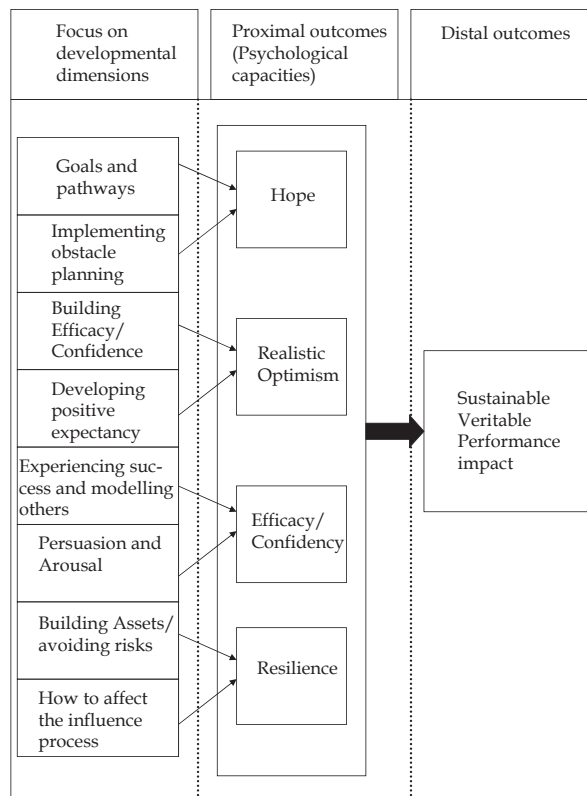 Focus on
developmental
dimensions
Proximal outcomes
(Psychological
capacities)
Distal outcomes
Goals and
pathways
Implementing
obstacle
planning
Building
Efficacy/
Confidence
Developing
positive
expectancy
Experiencing suc-
cess and modelling
others
Persuasion and
Arousal
Building Assets/
avoiding risks
How to affect
the influence
process
Hope
Realistic
Optimism
Efficacy/
Confidency
Resilience
Sustainable
Veritable
Performance
impact